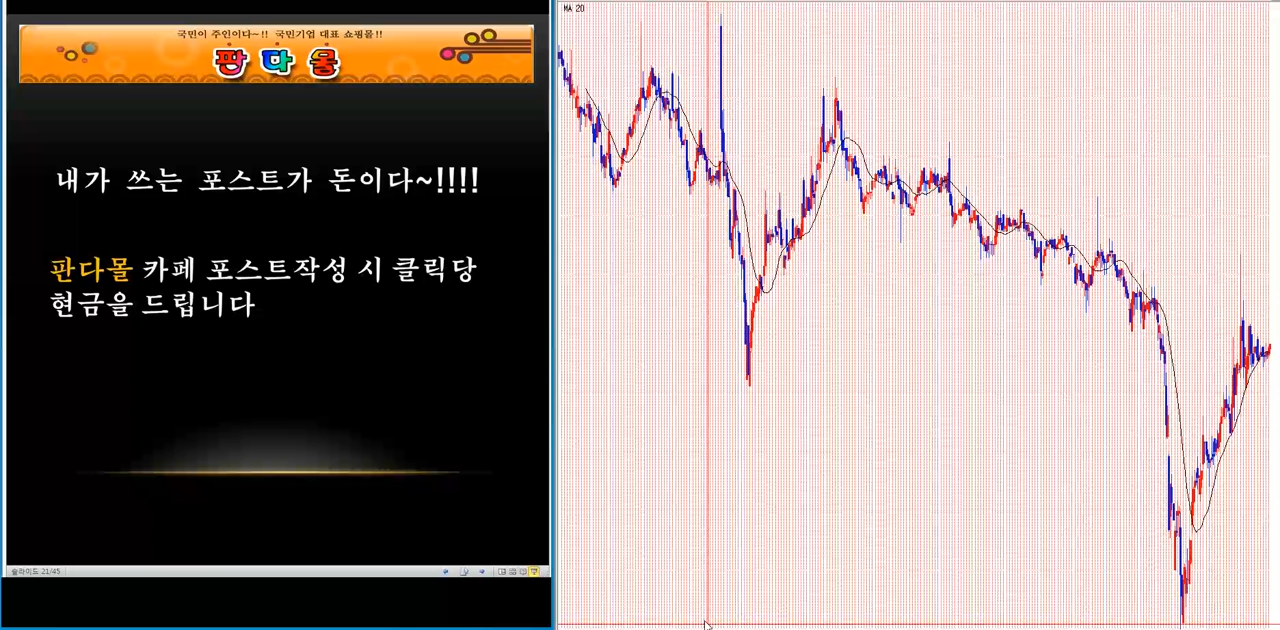 국민이 주인이다~!! 국민기업 대표 쇼핑몰!!
판다몰
내가 쓰는 포스트가 돈이다~!!!!
판다몰 카페 포스트작성 시 클릭당
현금을 드립니다
슬라이드 21/45
MA 20